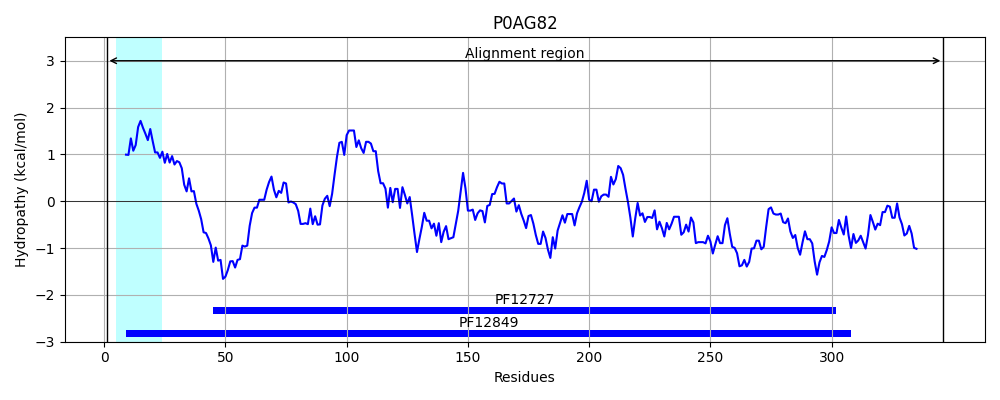 P0AG82
Alignment region
Hydropathy (kcal/mol)
3
2
1
0
−1
−2
−3
PF12727
PF12849
0 50 100 150 200 250 300
Residues